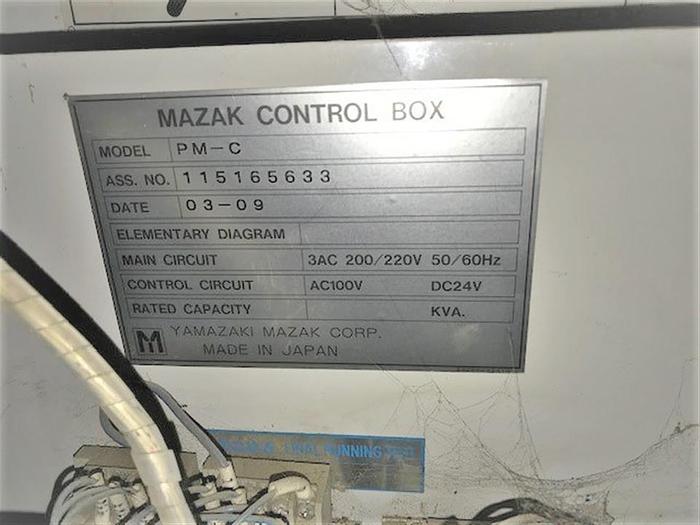 MAZAK CONTROL BOX
MODEL PM-C
ASS. NO. 115165633
DATE 03-09
ELEMENTARY DIAGRAM
MAIN CIRCUIT 3AC 200/220V 50/60Hz
CONTROL CIRCUIT AC100V DC24V
RATED CAPACITY KVA.
M YAMAZAKI MAZAK CORP.
MADE IN JAPAN
RUNNING